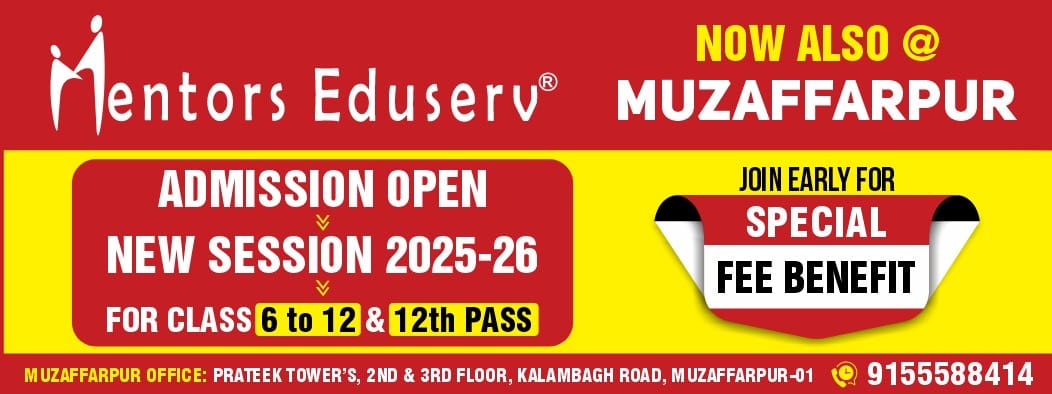 Mentors Eduserv®
NOW ALSO @
MUZAFFARPUR
ADMISSION OPEN
NEW SESSION 2025-26
FOR CLASS 6 to 12 & 12th PASS
JOIN EARLY FOR
SPECIAL
FEE BENEFIT
MUZAFFARPUR OFFICE: PRATEEK TOWER'S, 2ND & 3RD FLOOR, KALAMBAGH ROAD, MUZAFFARPUR-01 9155588414